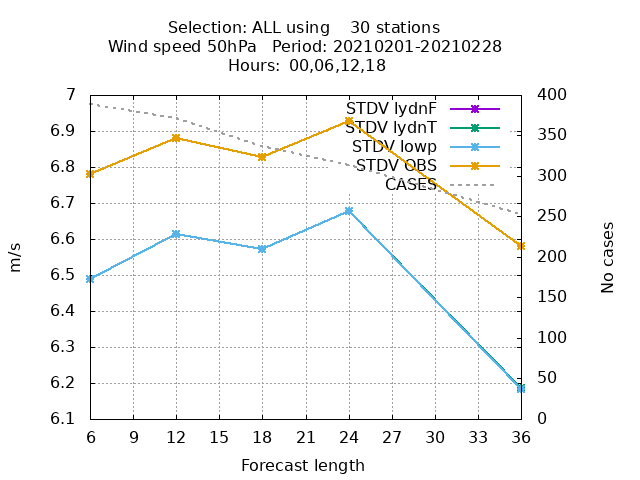 Selection: ALL using    30 stations
Wind speed 50hPa   Period: 20210201-20210228
Hours:  00,06,12,18
7
6.9
6.8
6.7
6.6
6.5
6.4
6.3
6.2
6.1
m/s
STDV lydnF
STDV lydnT
STDV lowp
STDV OBS
CASES
400
350
300
250
200
150
100
50
0
No cases
6 9 12 15 18 21 24 27 30 33 36
Forecast length